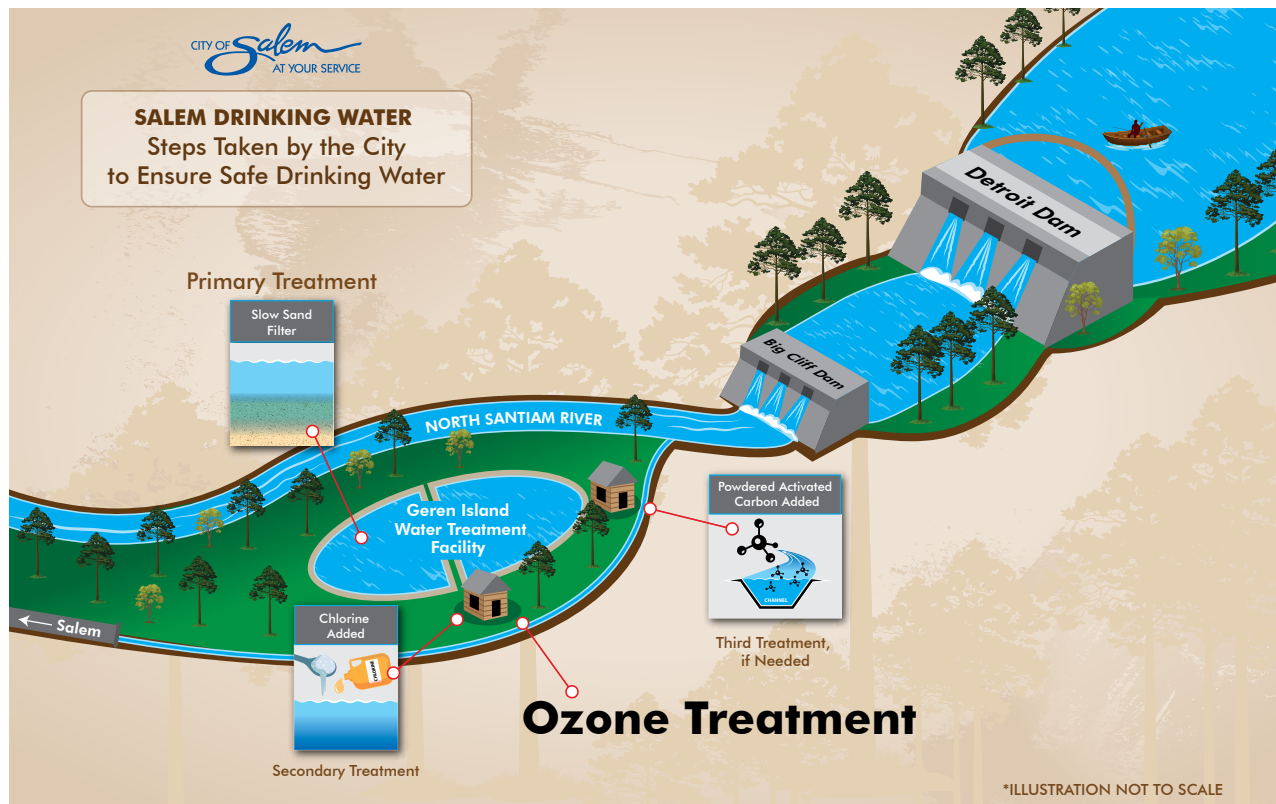 CITY OF Salem
AT YOUR SERVICE
SALEM DRINKING WATER
Steps Taken by the City
to Ensure Safe Drinking Water
Detroit Dam
Big Cliff Dam
Primary Treatment
Slow Sand
Filter
NORTH SANTIAM RIVER
Geren Island
Water Treatment
Facility
Powdered Activated
Carbon Added
CHANNEL
Third Treatment,
if Needed
Salem
Chlorine
Added
CHLORINE
Secondary Treatment
Ozone Treatment
*ILLUSTRATION NOT TO SCALE